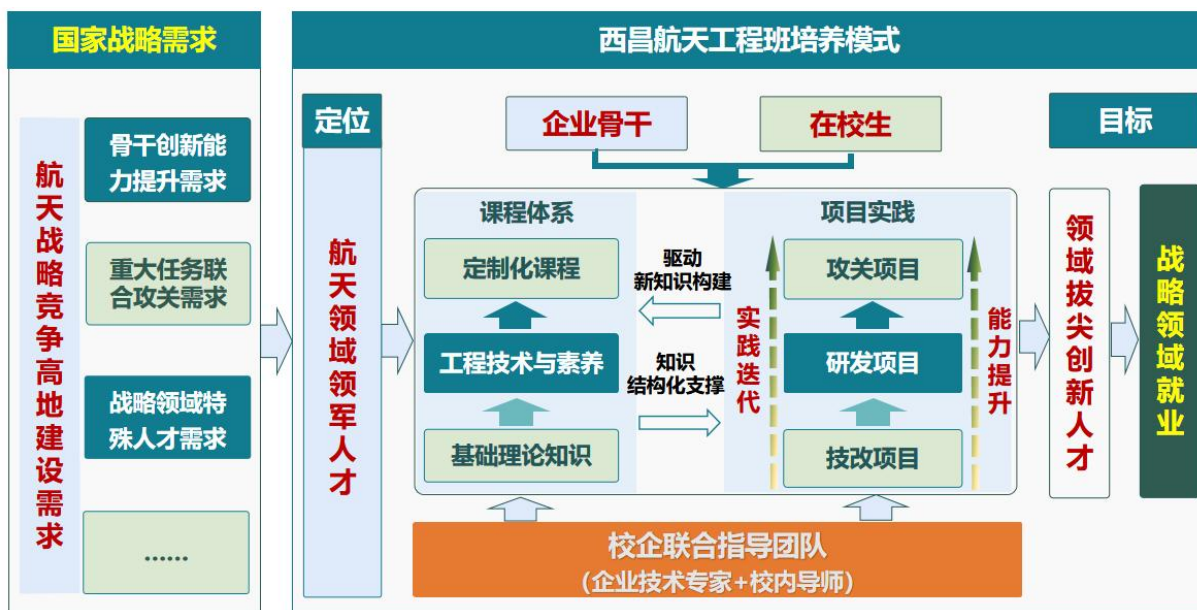 国家战略需求
航天战略竞争高地建设需求
骨干创新能
力提升需求
重大任务联
合攻关需求
战略领域特
殊人才需求
……
西昌航天工程班培养模式
定位
航天领域领军人才
企业骨干
在校生
课程体系
定制化课程
工程技术与素养
基础理论知识
驱动
新知识构建
知识
结构化支撑
项目实践
实践迭代
攻关项目
研发项目
技改项目
能力提升
校企联合指导团队
（企业技术专家+校内导师）
目标
领域拔尖创新人才
战略领域就业